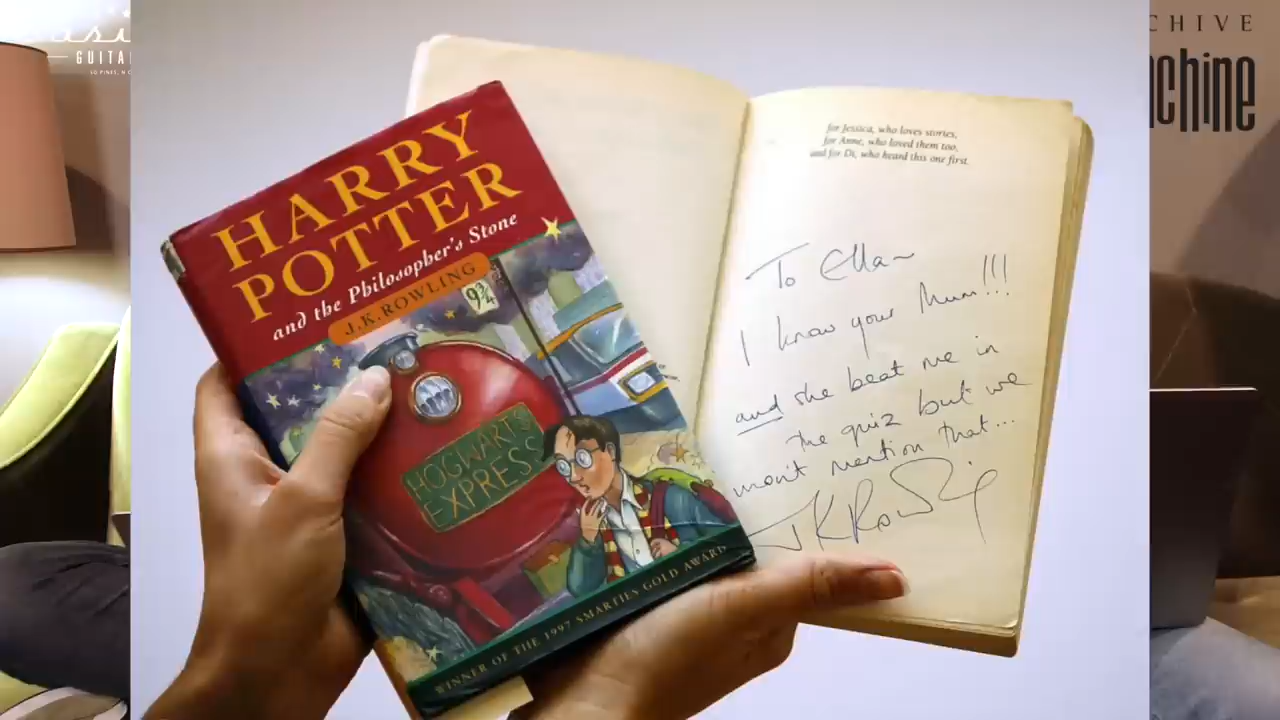 GUITA
SO PINES, N C
CHIVE
achine
HARRY
POTTER
and the Philosopher's Stone
J.K.ROWLING
9¾
HOGWARTS
EXPRESS
WINNER OF THE 1997 SMARTIES GOLD AWARD
for Jessica, who loves stories,
for Anne, who loved them too,
and for Di, who heard this one first.
To Ella
I know your Mum!!!
and she beat me in
the quiz but we
won't mention that...
JK Rowling